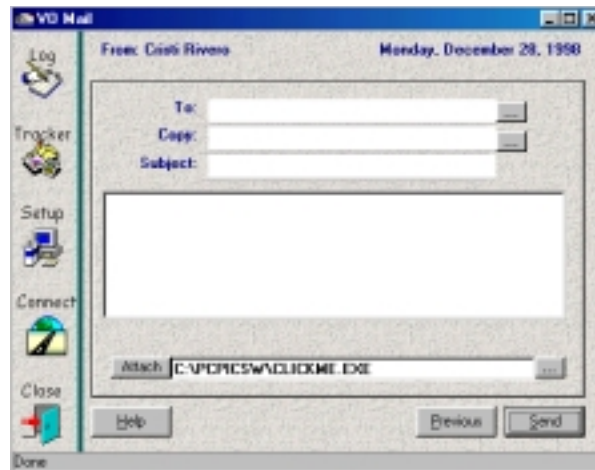 VO Mail
Log
Tracker
Setup
Connect
Close
From: Cristi Rivero
Monday, December 28, 1998
To:
...
Copy:
...
Subject:
Attach C:\PCPICSW\CLICKME.EXE ...
Help
Previous
Send
Done